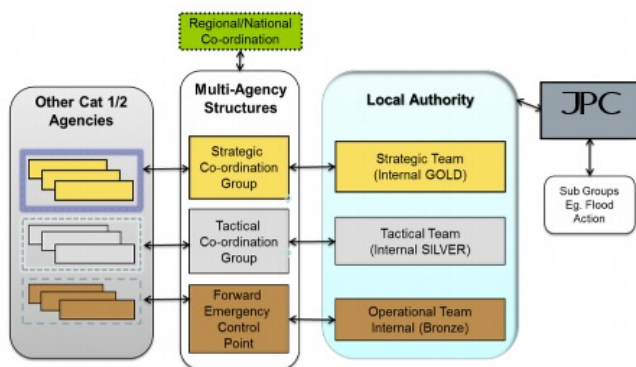 Regional/National
Co-ordination
Other Cat 1/2
Agencies
Multi-Agency
Structures
Strategic
Co-ordination
Group
Tactical
Co-ordination
Group
Forward
Emergency
Control
Point
Local Authority
Strategic Team
(Internal GOLD)
Tactical Team
(Internal SILVER)
Operational Team
Internal (Bronze)
JPC
Sub Groups
Eg. Flood
Action